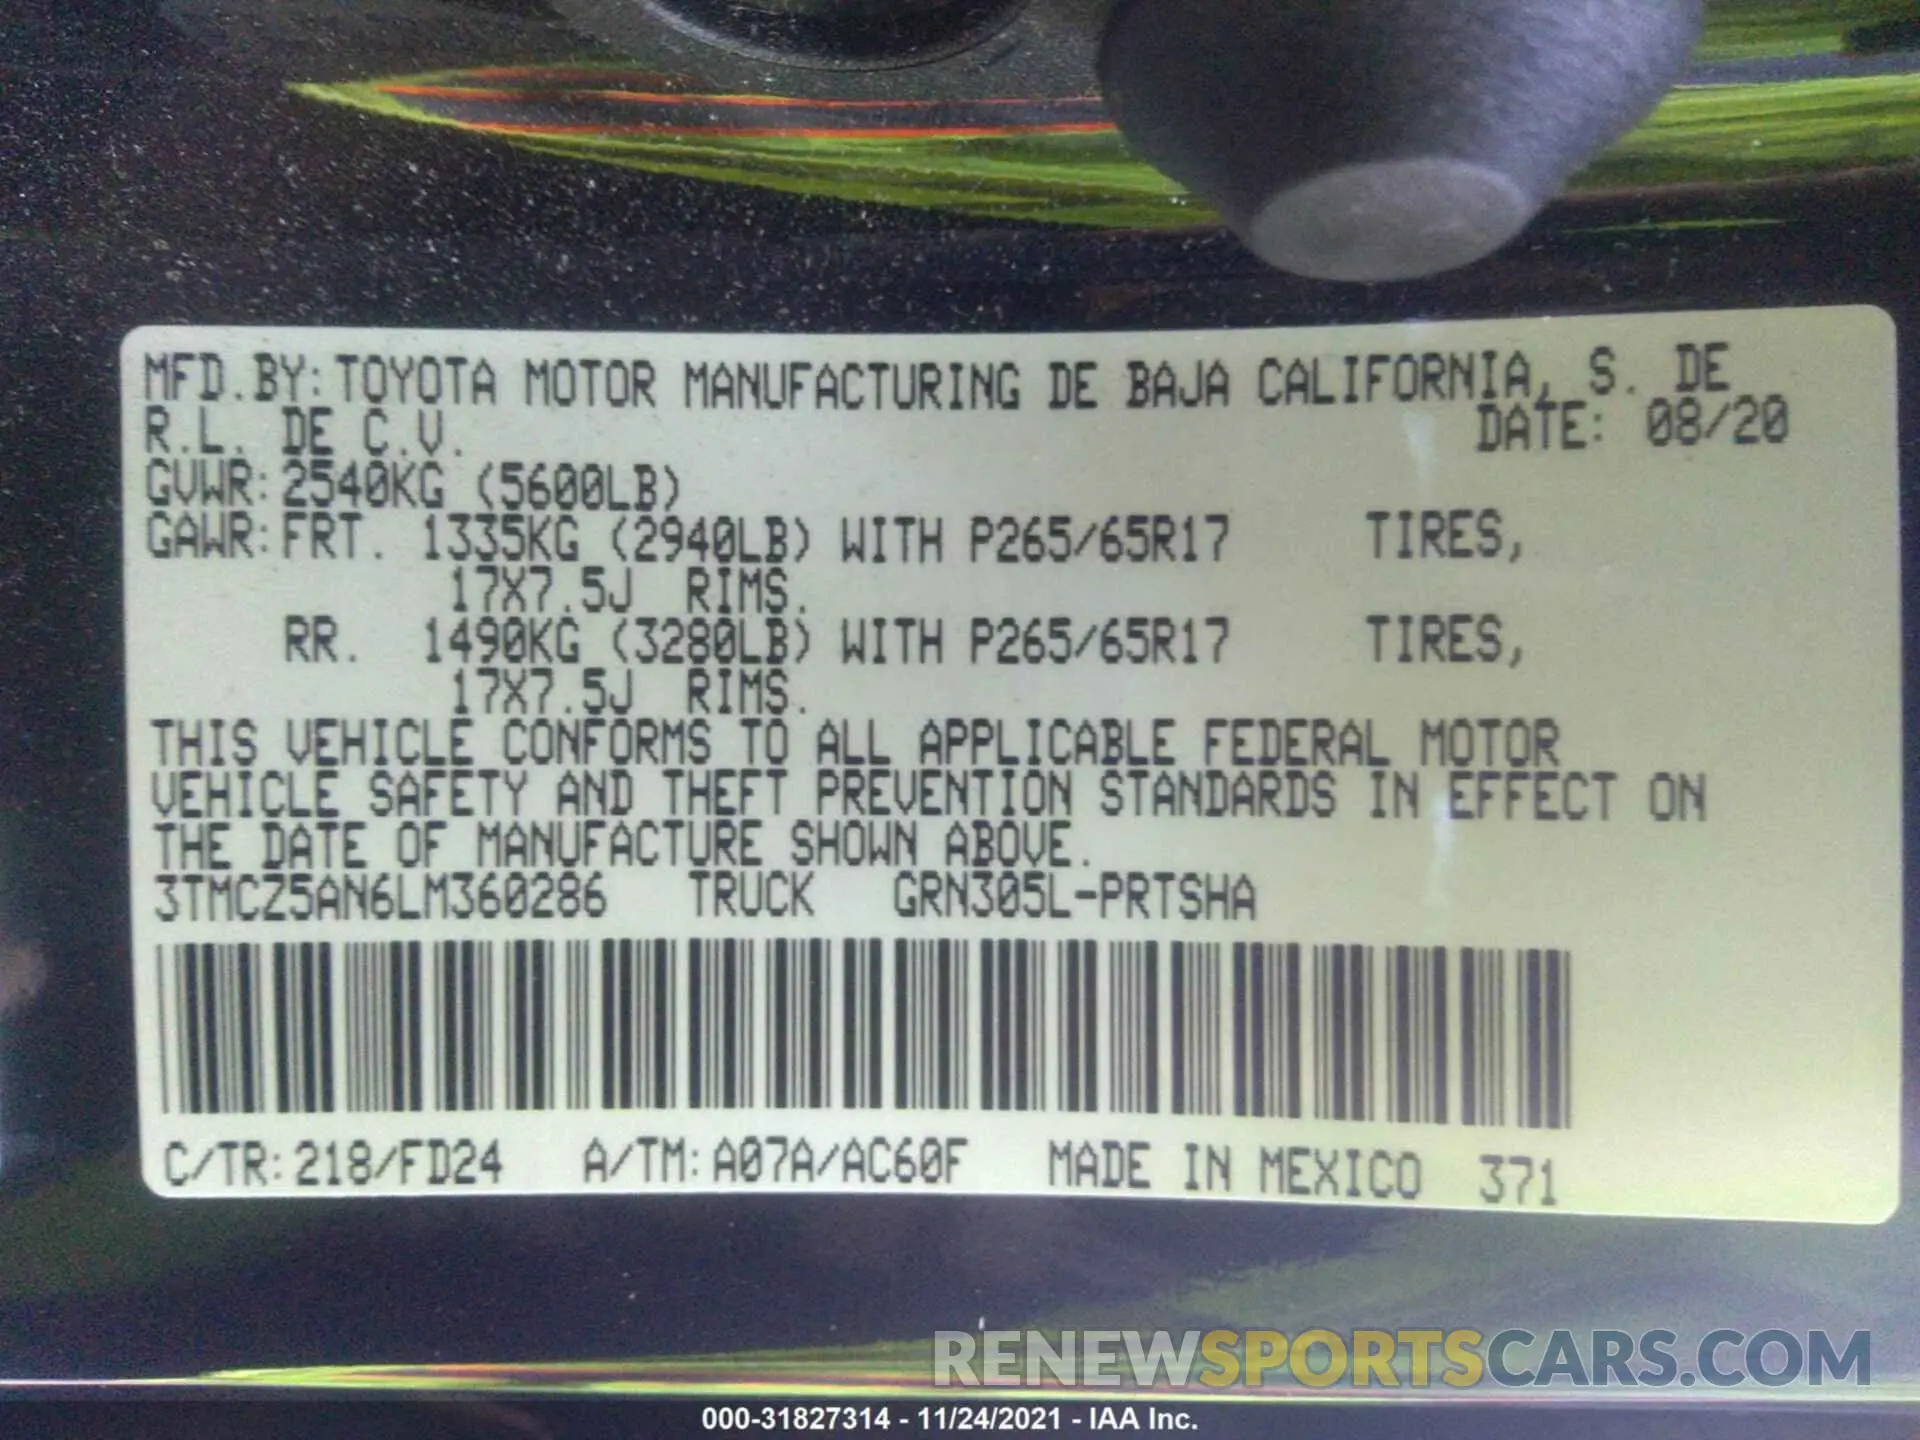 MFD.BY:TOYOTA MOTOR MANUFACTURING DE BAJA CALIFORNIA, S. DE
R.L. DE C.V. DATE: 08/20
GVWR:2540KG (5600LB)
GAWR:FRT. 1335KG (2940LB) WITH P265/65R17 TIRES,
17X7.5J RIMS.
RR. 1490KG (3280LB) WITH P265/65R17 TIRES,
17X7.5J RIMS.
THIS VEHICLE CONFORMS TO ALL APPLICABLE FEDERAL MOTOR
VEHICLE SAFETY AND THEFT PREVENTION STANDARDS IN EFFECT ON
THE DATE OF MANUFACTURE SHOWN ABOVE.
3TMCZ5AN6LM360286 TRUCK GRN305L-PRTSHA
C/TR:218/FD24 A/TM:A07A/AC60F MADE IN MEXICO 371
RENEWSPORTSCARS.COM
000-31827314 - 11/24/2021 - IAA Inc.